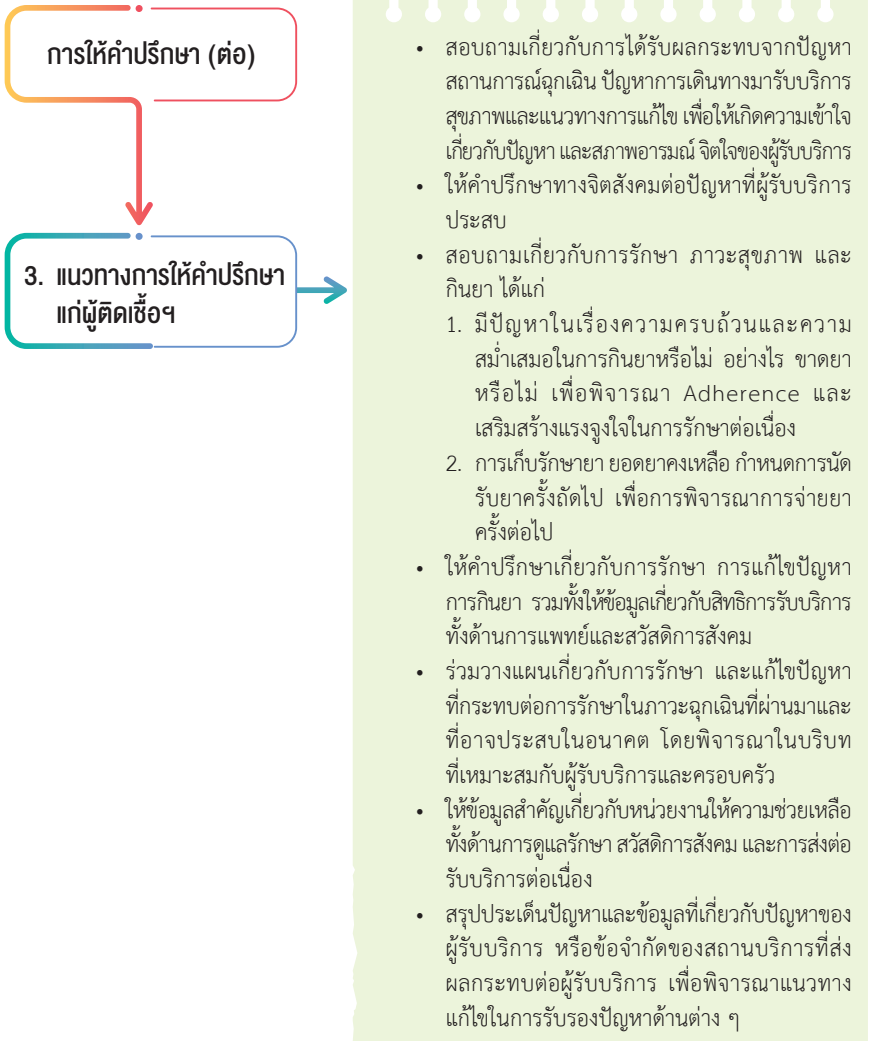 การให้คำปรึกษา (ต่อ)
3. แนวทางการให้คำปรึกษา
แก่ผู้ติดเชื้อฯ
• สอบถามเกี่ยวกับการได้รับผลกระทบจากปัญหา
สถานการณ์ฉุกเฉิน ปัญหาการเดินทางมารับบริการ
สุขภาพและแนวทางการแก้ไข เพื่อให้เกิดความเข้าใจ
เกี่ยวกับปัญหา และสภาพอารมณ์ จิตใจของผู้รับบริการ
• ให้คำปรึกษาทางจิตสังคมต่อปัญหาที่ผู้รับบริการ
ประสบ
• สอบถามเกี่ยวกับการรักษา ภาวะสุขภาพ และ
กินยา ได้แก่
1. มีปัญหาในเรื่องความครบถ้วนและความ
สม่ำเสมอในการกินยาหรือไม่ อย่างไร ขาดยา
หรือไม่ เพื่อพิจารณา Adherence และ
เสริมสร้างแรงจูงใจในการรักษาต่อเนื่อง
2. การเก็บรักษายา ยอดยาคงเหลือ กำหนดการนัด
รับยาครั้งถัดไป เพื่อการพิจารณาการจ่ายยา
ครั้งต่อไป
• ให้คำปรึกษาเกี่ยวกับการรักษา การแก้ไขปัญหา
การกินยา รวมทั้งให้ข้อมูลเกี่ยวกับสิทธิการรับบริการ
ทั้งด้านการแพทย์และสวัสดิการสังคม
• ร่วมวางแผนเกี่ยวกับการรักษา และแก้ไขปัญหา
ที่กระทบต่อการรักษาในภาวะฉุกเฉินที่ผ่านมาและ
ที่อาจประสบในอนาคต โดยพิจารณาในบริบท
ที่เหมาะสมกับผู้รับบริการและครอบครัว
• ให้ข้อมูลสำคัญเกี่ยวกับหน่วยงานให้ความช่วยเหลือ
ทั้งด้านการดูแลรักษา สวัสดิการสังคม และการส่งต่อ
รับบริการต่อเนื่อง
• สรุปประเด็นปัญหาและข้อมูลที่เกี่ยวกับปัญหาของ
ผู้รับบริการ หรือข้อจำกัดของสถานบริการที่ส่ง
ผลกระทบต่อผู้รับบริการ เพื่อพิจารณาแนวทาง
แก้ไขในการรับรองปัญหาด้านต่าง ๆ